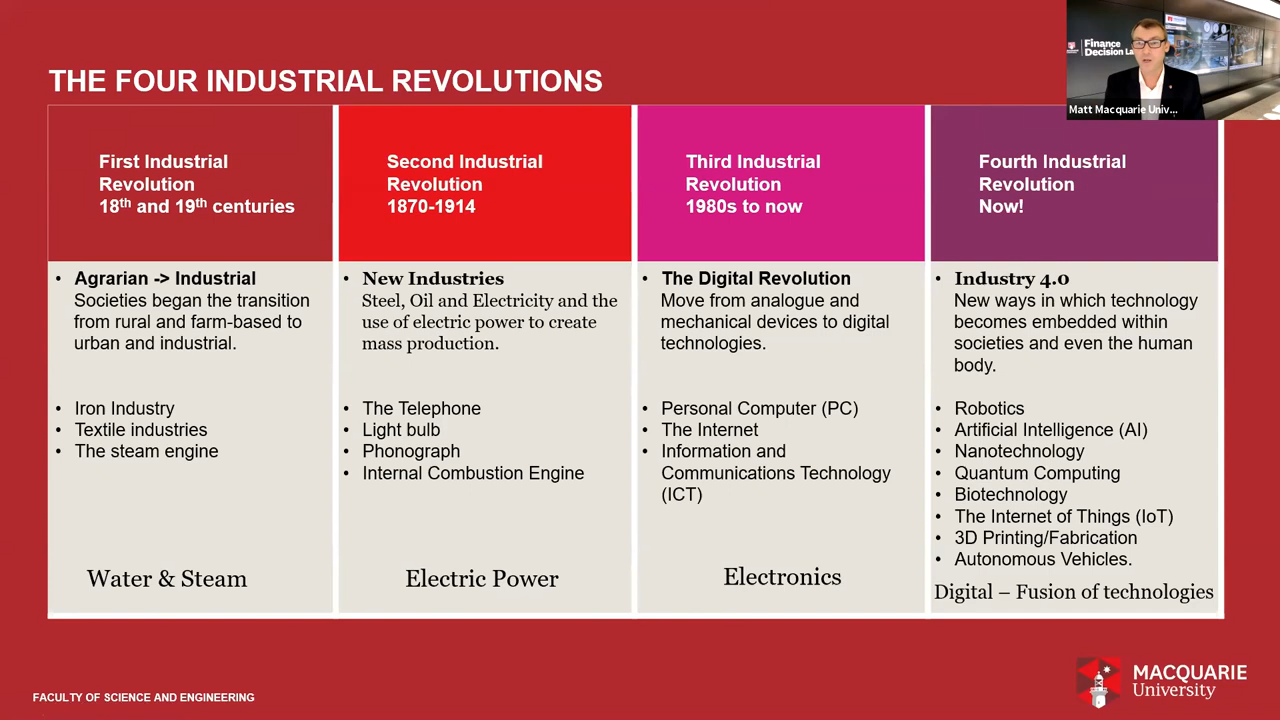 THE FOUR INDUSTRIAL REVOLUTIONS
Finance
Decision La
Matt Macquarie Univ...
First Industrial
Revolution
18th and 19th centuries
Agrarian -> Industrial
Societies began the transition
from rural and farm-based to
urban and industrial.
Iron Industry
Textile industries
The steam engine
Water & Steam
Second Industrial
Revolution
1870-1914
New Industries
Steel, Oil and Electricity and the
use of electric power to create
mass production.
The Telephone
Light bulb
Phonograph
Internal Combustion Engine
Electric Power
Third Industrial
Revolution
1980s to now
The Digital Revolution
Move from analogue and
mechanical devices to digital
technologies.
Personal Computer (PC)
The Internet
Information and
Communications Technology
(ICT)
Electronics
Fourth Industrial
Revolution
Now!
Industry 4.0
New ways in which technology
becomes embedded within
societies and even the human
body.
Robotics
Artificial Intelligence (AI)
Nanotechnology
Quantum Computing
Biotechnology
The Internet of Things (IoT)
3D Printing/Fabrication
Autonomous Vehicles.
Digital – Fusion of technologies
FACULTY OF SCIENCE AND ENGINEERING
MACQUARIE
University